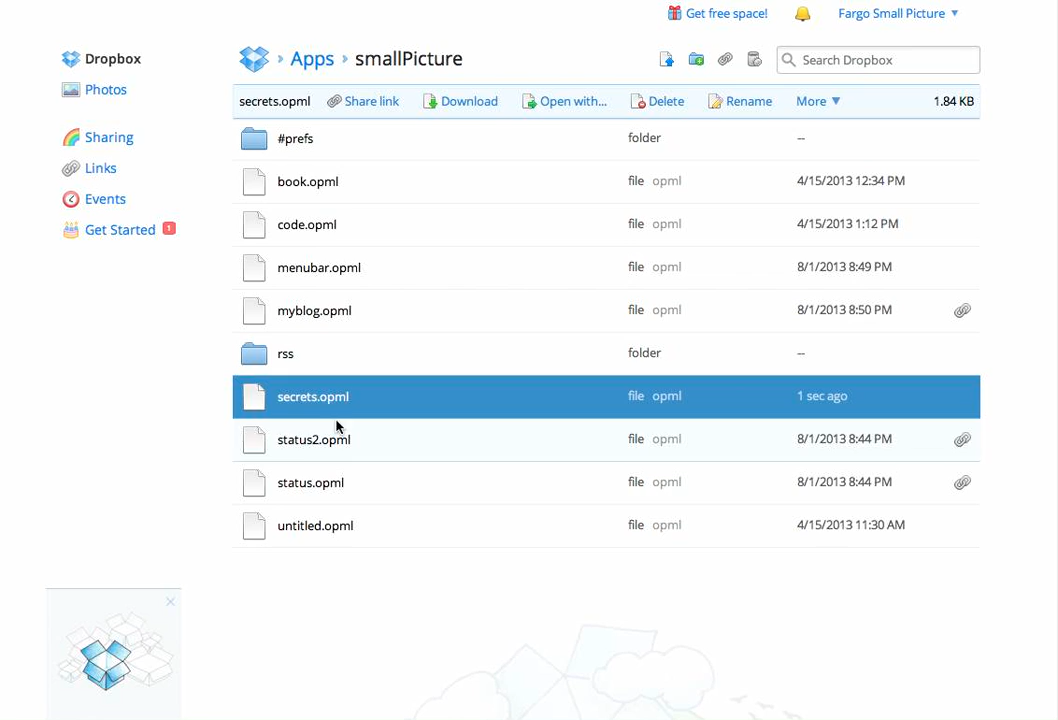 Get free space! Fargo Small Picture
Dropbox
Photos
Sharing
Links
Events
Get Started 1
Apps › smallPicture
Search Dropbox
secrets.opml Share link Download Open with... Delete Rename More 1.84 KB
#prefs folder --
book.opml file opml 4/15/2013 12:34 PM
code.opml file opml 4/15/2013 1:12 PM
menubar.opml file opml 8/1/2013 8:49 PM
myblog.opml file opml 8/1/2013 8:50 PM
rss folder --
secrets.opml file opml 1 sec ago
status2.opml file opml 8/1/2013 8:44 PM
status.opml file opml 8/1/2013 8:44 PM
untitled.opml file opml 4/15/2013 11:30 AM